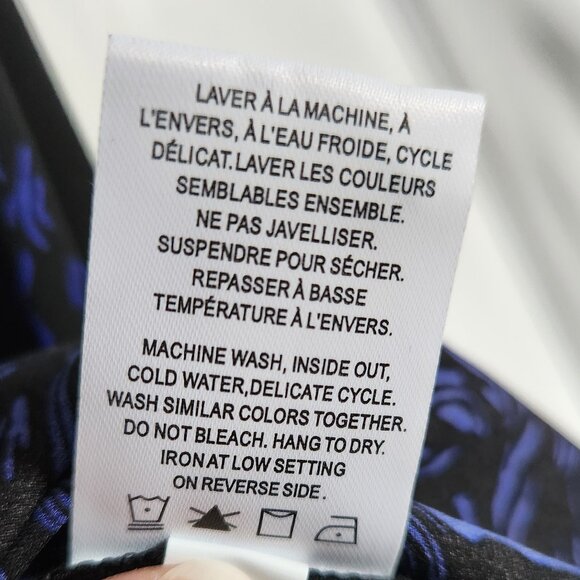 LAVER À LA MACHINE, À
L'ENVERS, À L'EAU FROIDE, CYCLE
DÉLICAT.LAVER LES COULEURS
SEMBLABLES ENSEMBLE.
NE PAS JAVELLISER.
SUSPENDRE POUR SÉCHER.
REPASSER À BASSE
TEMPÉRATURE À L'ENVERS.
MACHINE WASH, INSIDE OUT,
COLD WATER,DELICATE CYCLE.
WASH SIMILAR COLORS TOGETHER.
DO NOT BLEACH. HANG TO DRY.
IRON AT LOW SETTING
ON REVERSE SIDE.